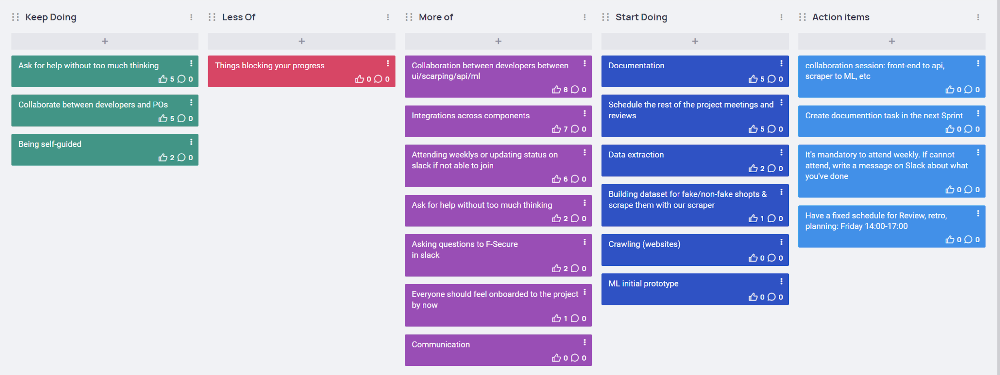 Keep Doing
+
Ask for help without too much thinking
5 0
Collaborate between developers and POs
5 0
Being self-guided
2 0
Less Of
+
Things blocking your progress
0 0
More of
+
Collaboration between developers between
ui/scarping/api/ml
8 0
Integrations across components
7 0
Attending weeklys or updating status on
slack if not able to join
6 0
Ask for help without too much thinking
2 0
Asking questions to F-Secure
in slack
2 0
Everyone should feel onboarded to the project
by now
1 0
Communication
0 0
Start Doing
+
Documentation
5 0
Schedule the rest of the project meetings and
reviews
5 0
Data extraction
2 0
Building dataset for fake/non-fake shopts &
scrape them with our scraper
1 0
Crawling (websites)
0 0
ML initial prototype
0 0
Action items
+
collaboration session: front-end to api,
scraper to ML, etc
0 0
Create documenttion task in the next Sprint
0 0
It's mandatory to attend weekly. If cannot
attend, write a message on Slack about what
you've done
0 0
Have a fixed schedule for Review, retro,
planning: Friday 14:00-17:00
0 0